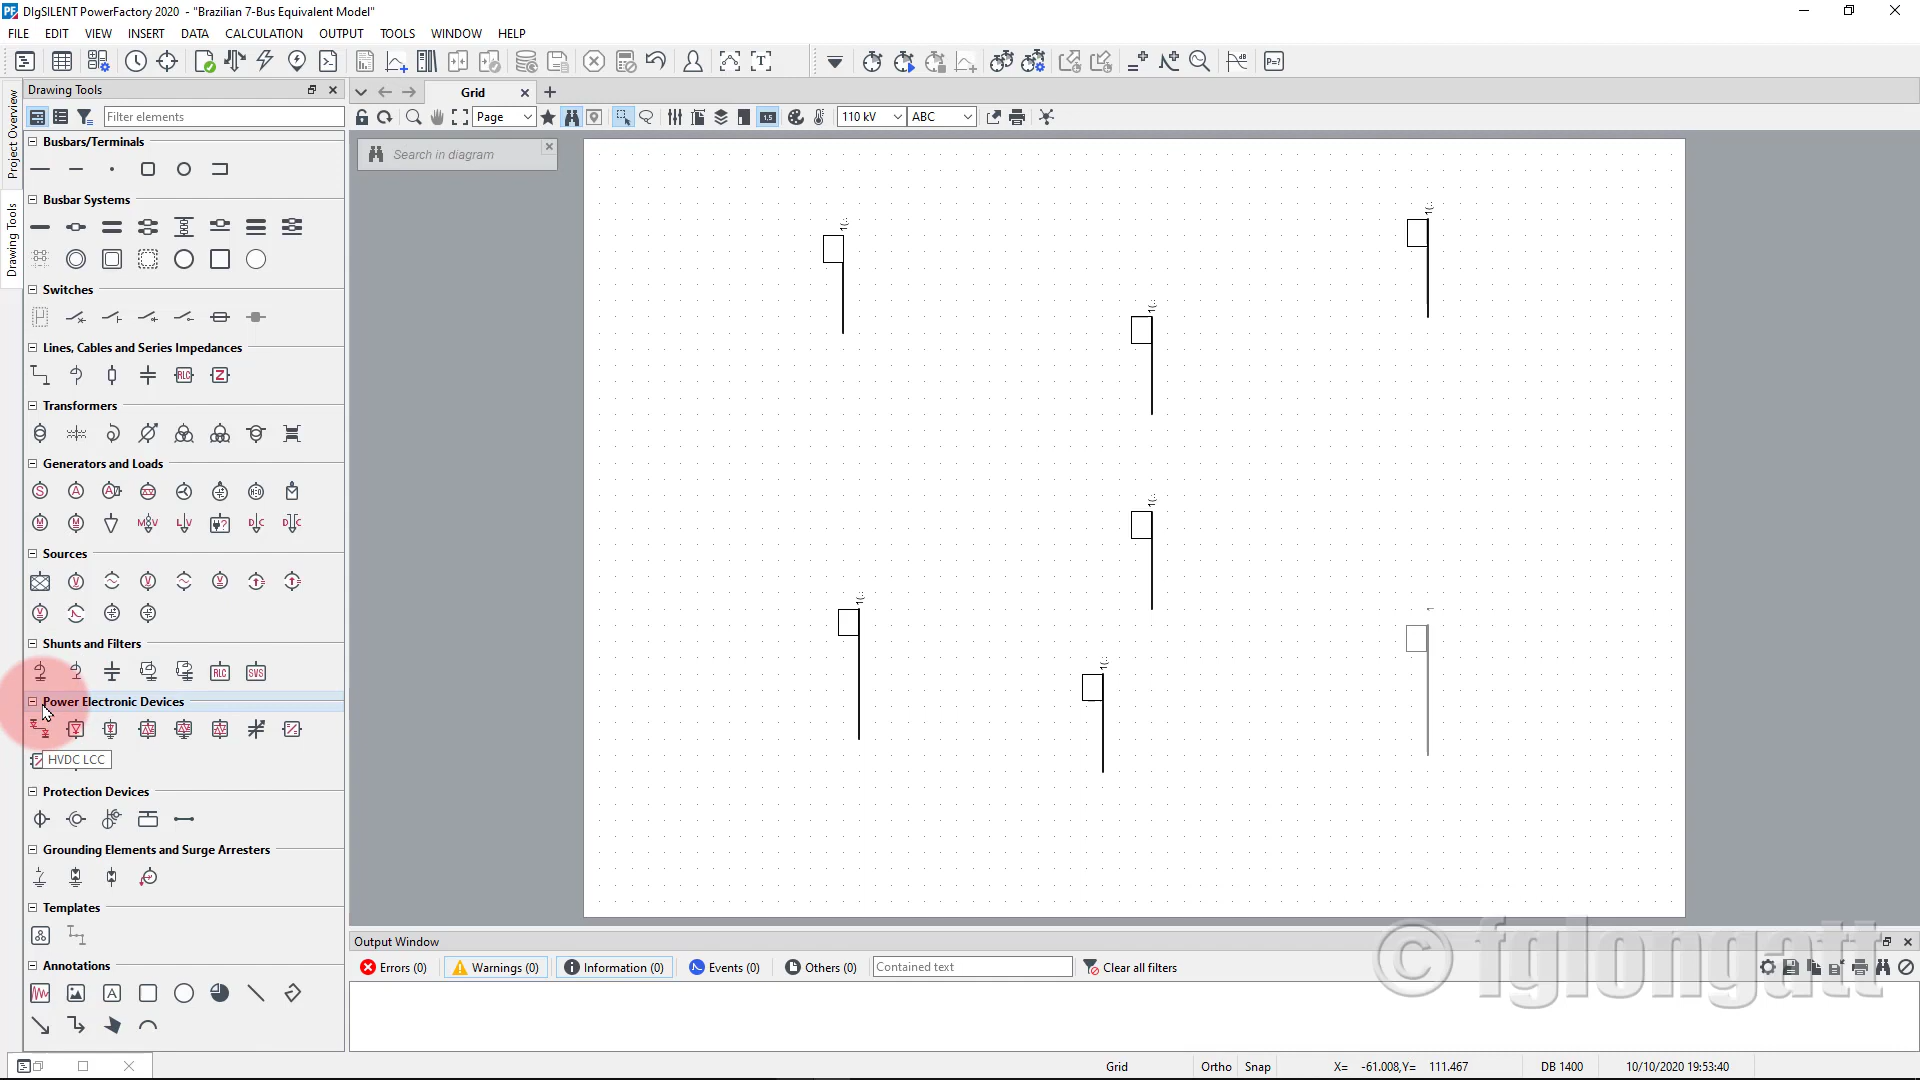 DIgSILENT PowerFactory 2020 - "Brazilian 7-Bus Equivalent Model"
FILE EDIT VIEW INSERT DATA CALCULATION OUTPUT TOOLS WINDOW HELP
Drawing Tools
Grid
Project Overview
Drawing Tools
Filter elements
Page
110 kV
ABC
Search in diagram
Busbars/Terminals
Busbar Systems
Switches
Lines, Cables and Series Impedances
Transformers
Generators and Loads
Sources
Shunts and Filters
Power Electronic Devices
HVDC LCC
Protection Devices
Grounding Elements and Surge Arresters
Templates
Annotations
Output Window
Errors (0)
Warnings (0)
Information (0)
Events (0)
Others (0)
Contained text
Clear all filters
© fglongatt
Grid
Ortho
Snap
X= -61.008,Y= 111.467
DB 1400
10/10/2020 19:53:40